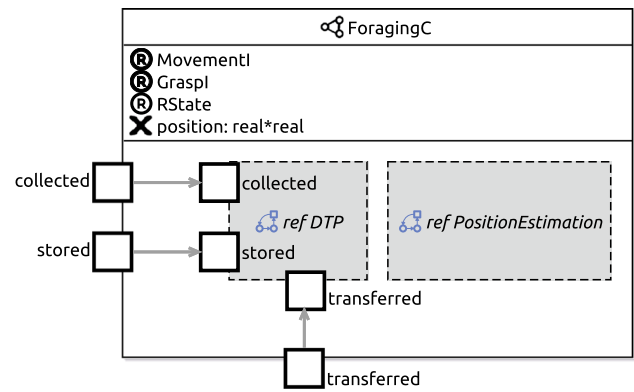 ForagingC
R MovementI
R GraspI
R RState
X position: real*real
collected
collected
ref DTP
ref PositionEstimation
stored
stored
transferred
transferred